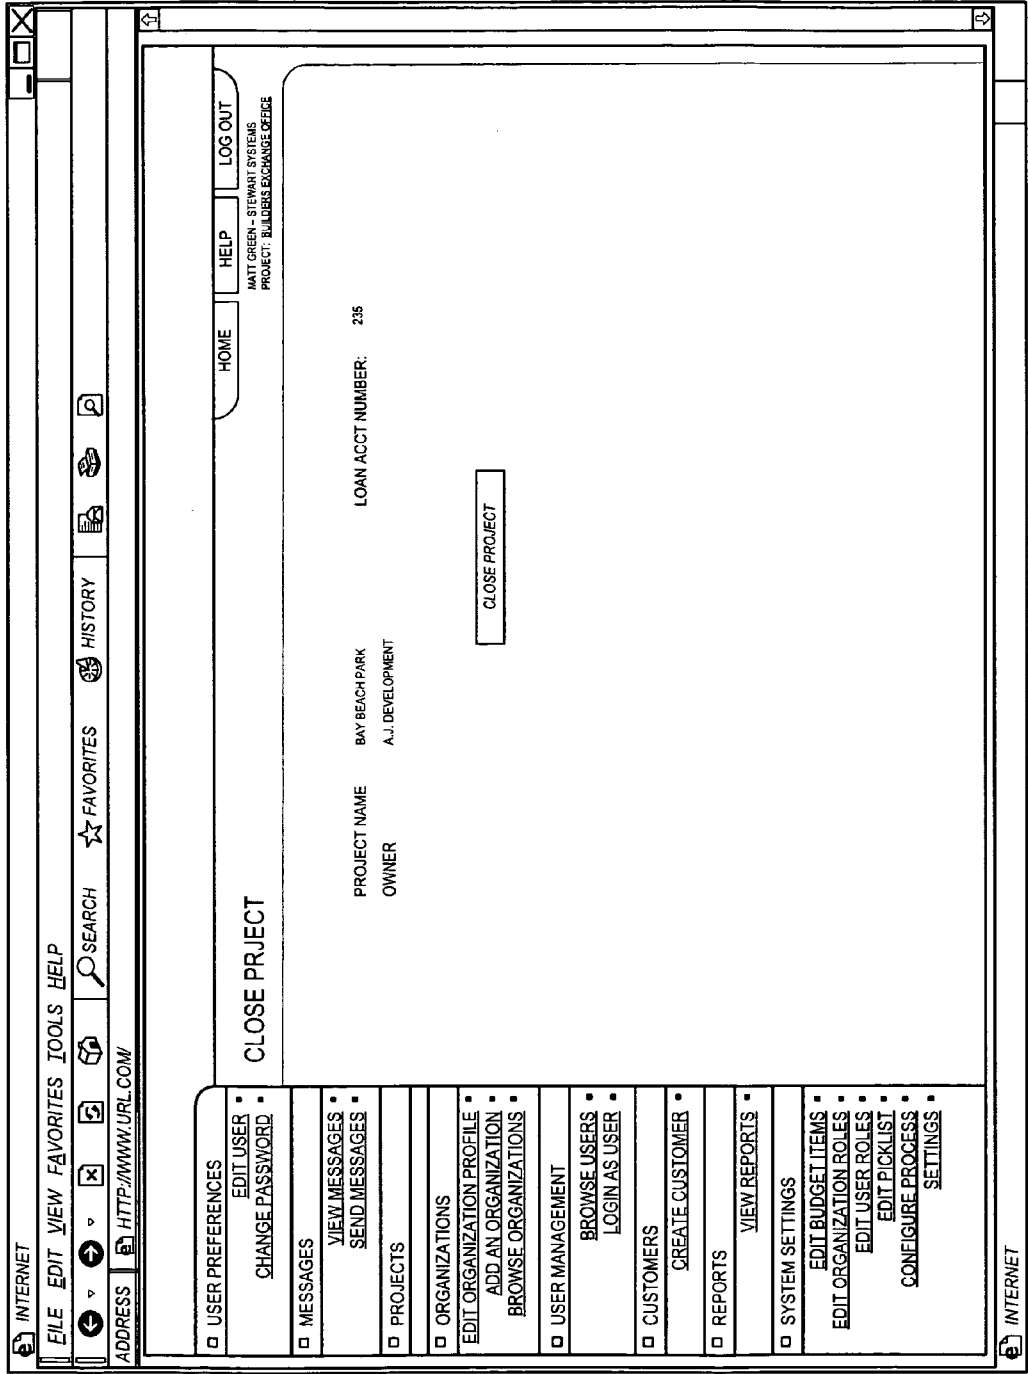 INTERNET
FILE EDIT VIEW FAVORITES TOOLS HELP
SEARCH FAVORITES HISTORY
ADDRESS HTTP://WWW.URL.COM/
HOME HELP LOG OUT
MATT GREEN – STEWART SYSTEMS
PROJECT: BUILDERS EXCHANGE OFFICE
CLOSE PRJECT
USER PREFERENCES
EDIT USER
CHANGE PASSWORD
MESSAGES
VIEW MESSAGES
SEND MESSAGES
PROJECTS
ORGANIZATIONS
EDIT ORGANIZATION PROFILE
ADD AN ORGANIZATION
BROWSE ORGANIZATIONS
USER MANAGEMENT
BROWSE USERS
LOGIN AS USER
CUSTOMERS
CREATE CUSTOMER
REPORTS
VIEW REPORTS
SYSTEM SETTINGS
EDIT BUDGET ITEMS
EDIT ORGANIZATION ROLES
EDIT USER ROLES
EDIT PICKLIST
CONFIGURE PROCESS
SETTINGS
PROJECT NAME BAY BEACH PARK LOAN ACCT NUMBER: 235
OWNER A.J. DEVELOPMENT
CLOSE PROJECT
INTERNET